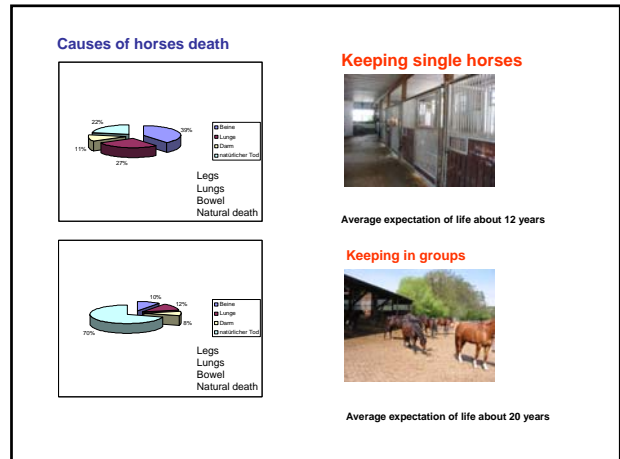 Causes of horses death
22%
39%
11%
27%
Beine
Lungs
Darm
natürlicher Tod
Legs
Lungs
Bowel
Natural death
Keeping single horses
Average expectation of life about 12 years
10%
12%
8%
70%
Beine
Lungs
Darm
natürlicher Tod
Legs
Lungs
Bowel
Natural death
Keeping in groups
Average expectation of life about 20 years